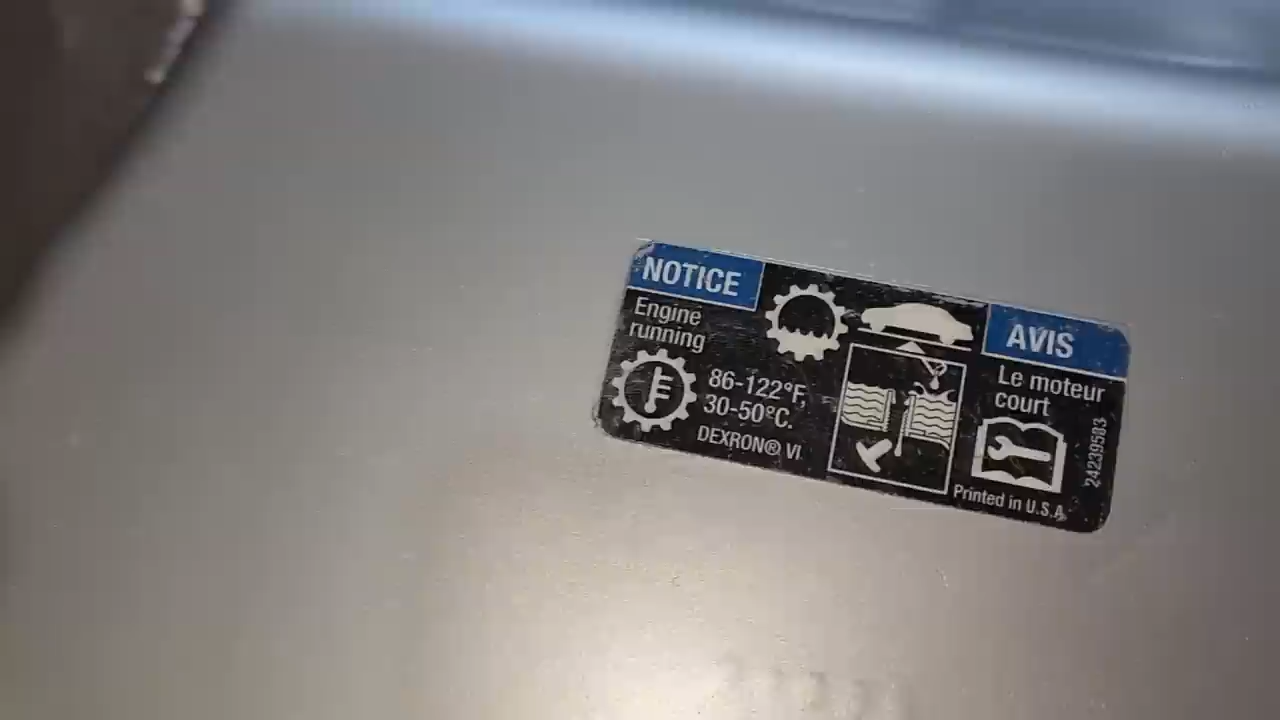 NOTICE
Engine
running
86-122°F,
30-50°C.
DEXRON® VI
AVIS
Le moteur
court
24239583
Printed in U.S.A